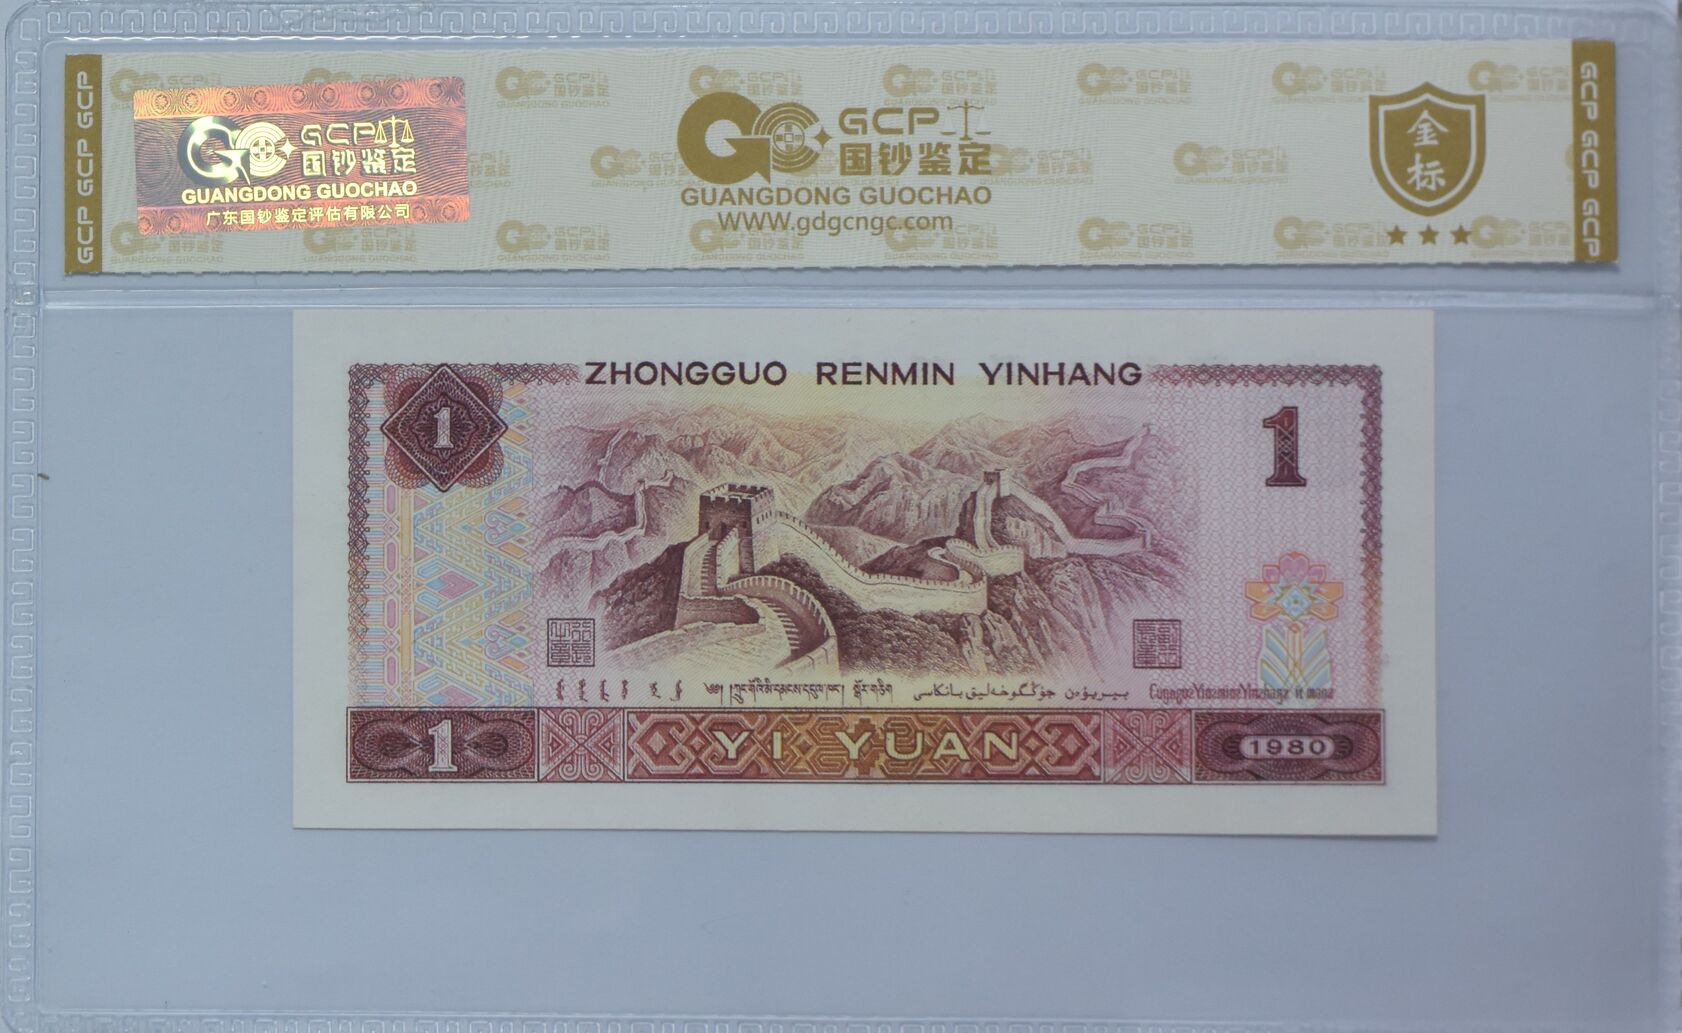 GCP GCP GCP
GCP 国钞鉴定
GUANGDONG GUOCHAO
广东国钞鉴定评估有限公司
GCP
国钞鉴定
GUANGDONG GUOCHAO
WWW.gdgcngc.com
金标
GCP GCP GCP
ZHONGGUO RENMIN YINHANG
1
1
1
YI YUAN
1980